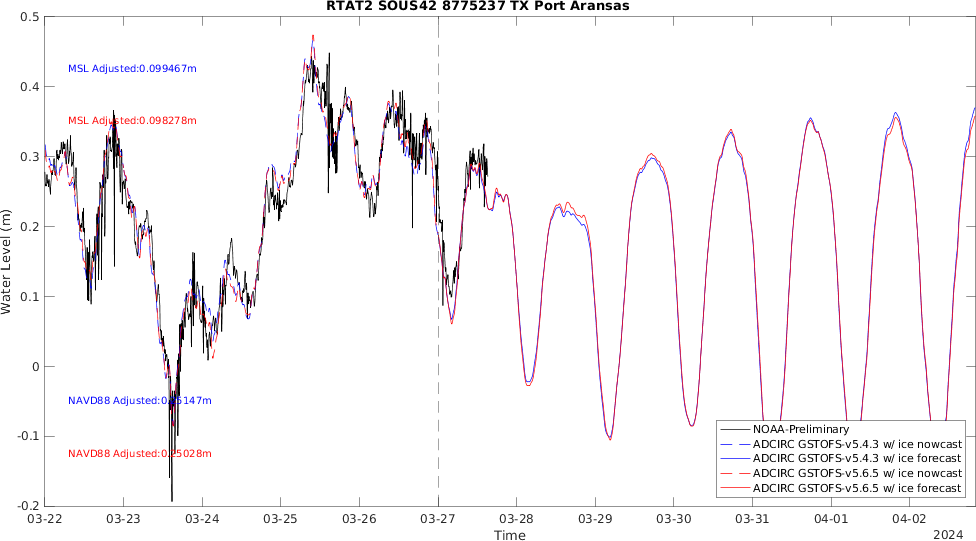 RTAT2 SOUS42 8775237 TX Port Aransas
0.5
0.4
0.3
0.2
0.1
0
-0.1
-0.2
Water Level (m)
MSL Adjusted:0.099467m
MSL Adjusted:0.098278m
NAVD88 Adjusted:0.25147m
NAVD88 Adjusted:0.25028m
NOAA-Preliminary
ADCIRC GSTOFS-v5.4.3 w/ ice nowcast
ADCIRC GSTOFS-v5.4.3 w/ ice forecast
ADCIRC GSTOFS-v5.6.5 w/ ice nowcast
ADCIRC GSTOFS-v5.6.5 w/ ice forecast
03-22 03-23 03-24 03-25 03-26 03-27 03-28 03-29 03-30 03-31 04-01 04-02
Time
2024